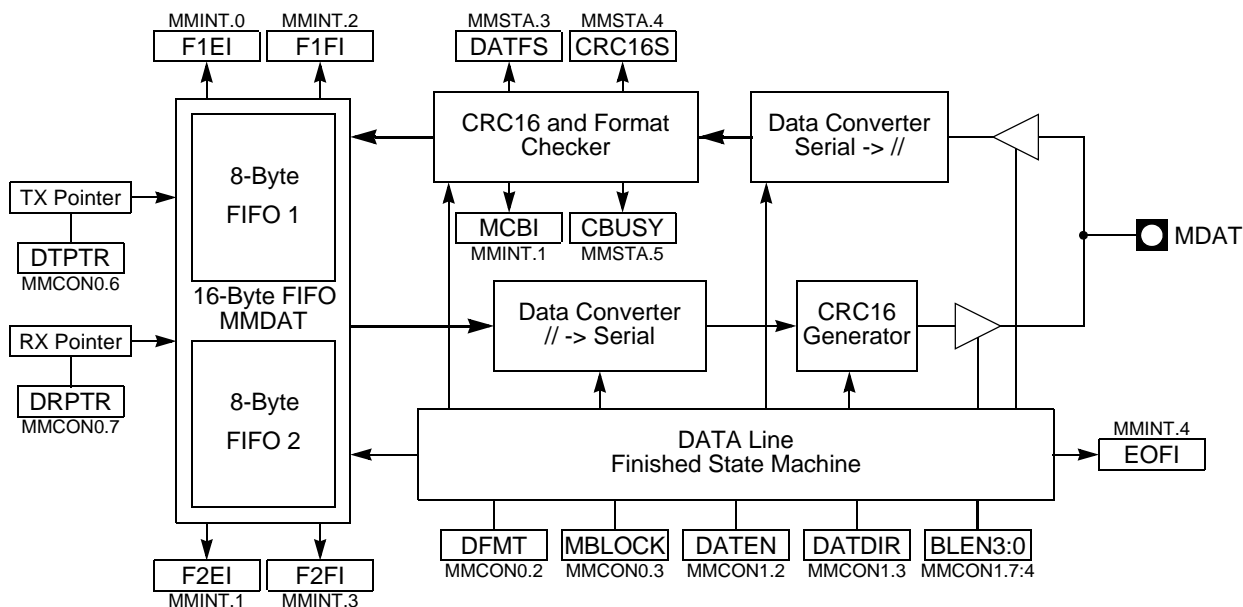 MMINT.0
F1EI
MMINT.2
F1FI
MMSTA.3
DATFS
MMSTA.4
CRC16S
8-Byte
FIFO 1
CRC16 and Format
Checker
Data Converter
Serial -> //
TX Pointer
DTPTR
MMCON0.6
MCBI
MMINT.1
CBUSY
MMSTA.5
MDAT
16-Byte FIFO
MMDAT
Data Converter
// -> Serial
CRC16
Generator
RX Pointer
DRPTR
MMCON0.7
8-Byte
FIFO 2
DATA Line
Finished State Machine
MMINT.4
EOFI
F2EI
MMINT.1
F2FI
MMINT.3
DFMT
MMCON0.2
MBLOCK
MMCON0.3
DATEN
MMCON1.2
DATDIR
MMCON1.3
BLEN3:0
MMCON1.7:4